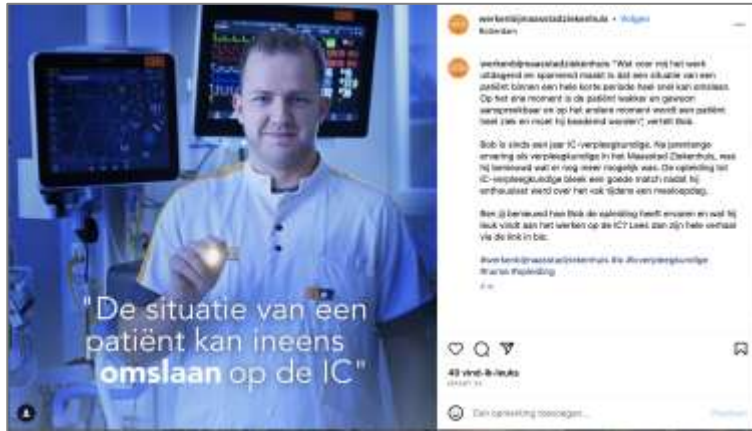 "De situatie van een
patiënt kan ineens
omslaan op de IC"
werkenbijmaasstadziekenhuis • Volgen
Rotterdam
werkenbijmaasstadziekenhuis "Wat voor mij het werk
uitdagend en spannend maakt is dat een situatie van een
patiënt binnen een hele korte periode heel snel kan omslaan.
Op het ene moment is de patiënt wakker en gewoon
aanspreekbaar en op het andere moment wordt een patiënt
heel ziek en moet hij beademd worden", vertelt Bob.
Bob is sinds een jaar IC-verpleegkundige. Na jarenlange
ervaring als verpleegkundige in het Maasstad Ziekenhuis, was
hij benieuwd wat er nog meer mogelijk was. De opleiding tot
IC-verpleegkundige bleek een goede match nadat hij
enthousiast werd over het vak tijdens een meeloopdag.
Ben jij benieuwd hoe Bob de opleiding heeft ervaren en wat hij
leuk vindt aan het werken op de IC? Lees dan zijn hele verhaal
via de link in bio.
#werkenbijmaasstadziekenhuis #ic #icverpleegkundige
#nurse #opleiding
40 vind-ik-leuks
Een opmerking toevoegen...